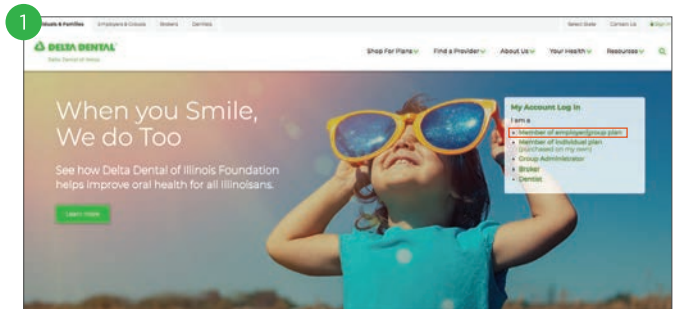 1
Individuals & Families Employers & Groups Brokers Dentists Select State Contact Us Sign In
DELTA DENTAL
Delta Dental of Illinois
Shop For Plans Find a Provider About Us Your Health Resources
When you Smile,
We do Too
See how Delta Dental of Illinois Foundation
helps improve oral health for all Illinoisans.
Learn more
My Account Log In
I am a
• Member of employer/group plan
• Member of individual plan
(purchased on my own)
• Group Administrator
• Broker
• Dentist